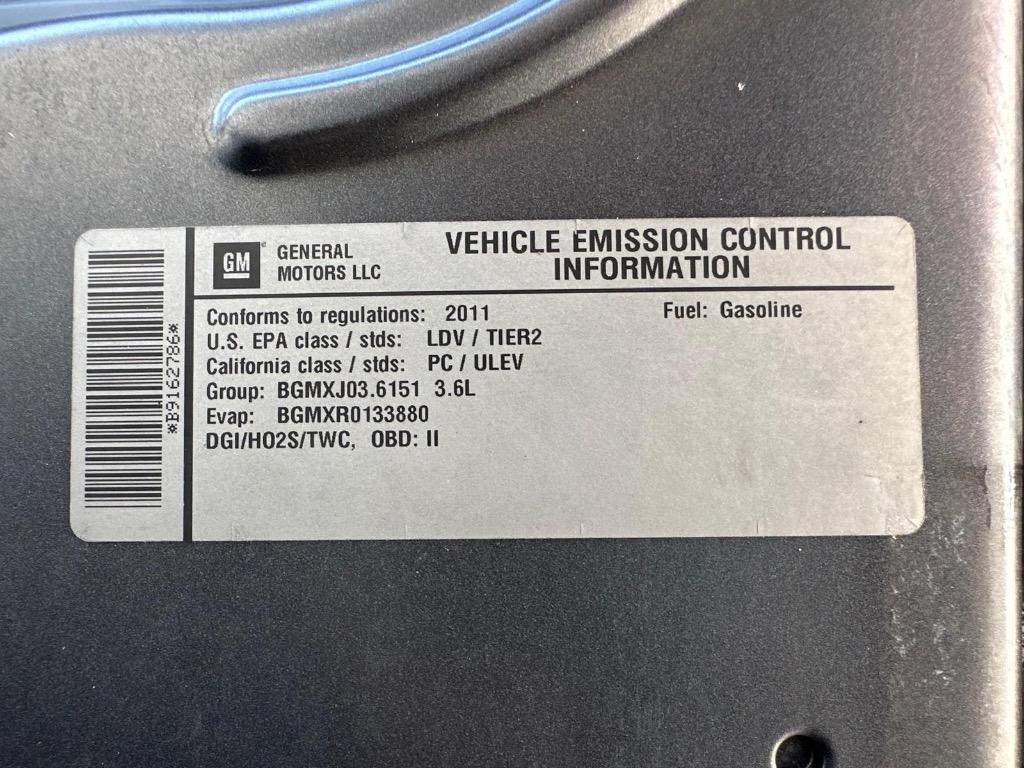 GM
GENERAL
MOTORS LLC
VEHICLE EMISSION CONTROL
INFORMATION
Conforms to regulations: 2011
Fuel: Gasoline
U.S. EPA class / stds: LDV / TIER2
California class / stds: PC / ULEV
Group: BGMXJ03.6151 3.6L
Evap: BGMXR0133880
DGI/HO2S/TWC, OBD: II
*B9162786*